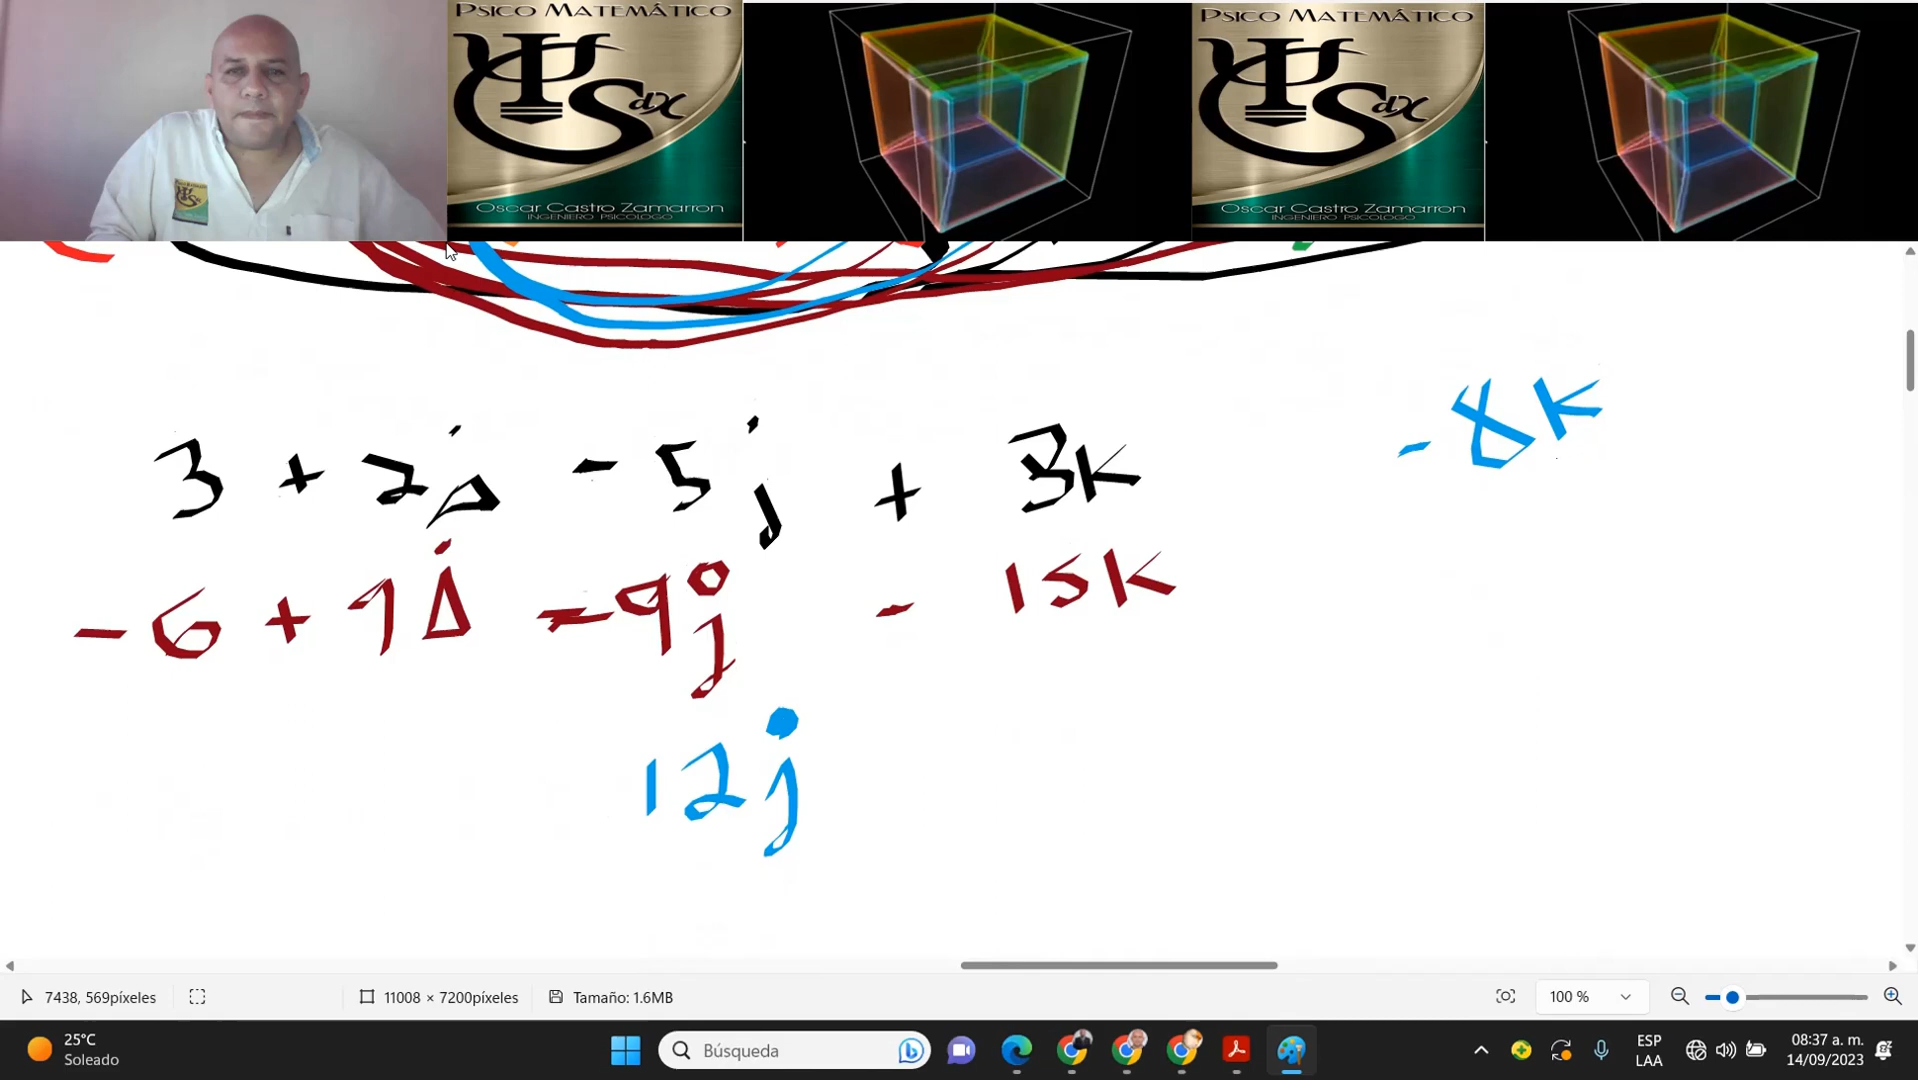 PSICO MATEMÁTICO
dx
Oscar Castro Zamarron
INGENIERO PSICOLOGO
PSICO MATEMÁTICO
dx
Oscar Castro Zamarron
INGENIERO PSICOLOGO
- 8k
3 + 2i - 5j + 3k
- 6 + 9i - 9j - 15k
12j
7438, 569píxeles
11008 × 7200píxeles
Tamaño: 1.6MB
100 %
25°C
Soleado
Búsqueda
ESP
LAA
08:37 a. m.
14/09/2023